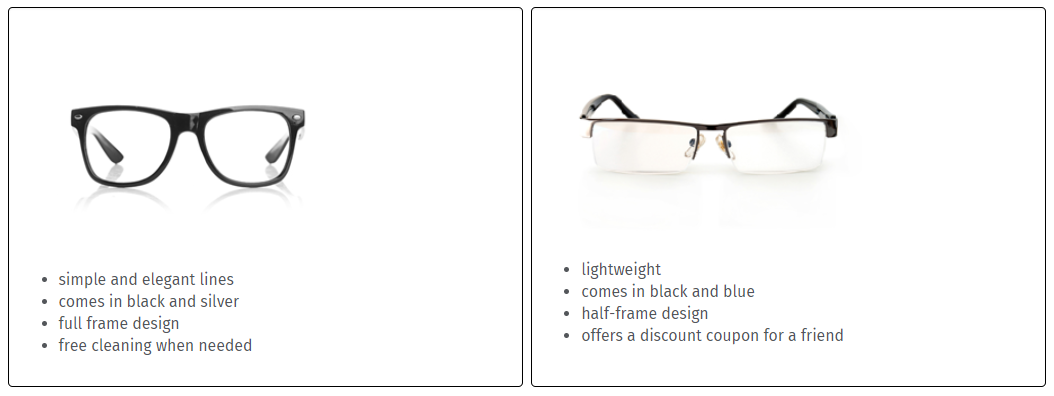 simple and elegant lines
comes in black and silver
full frame design
free cleaning when needed
lightweight
comes in black and blue
half-frame design
offers a discount coupon for a friend